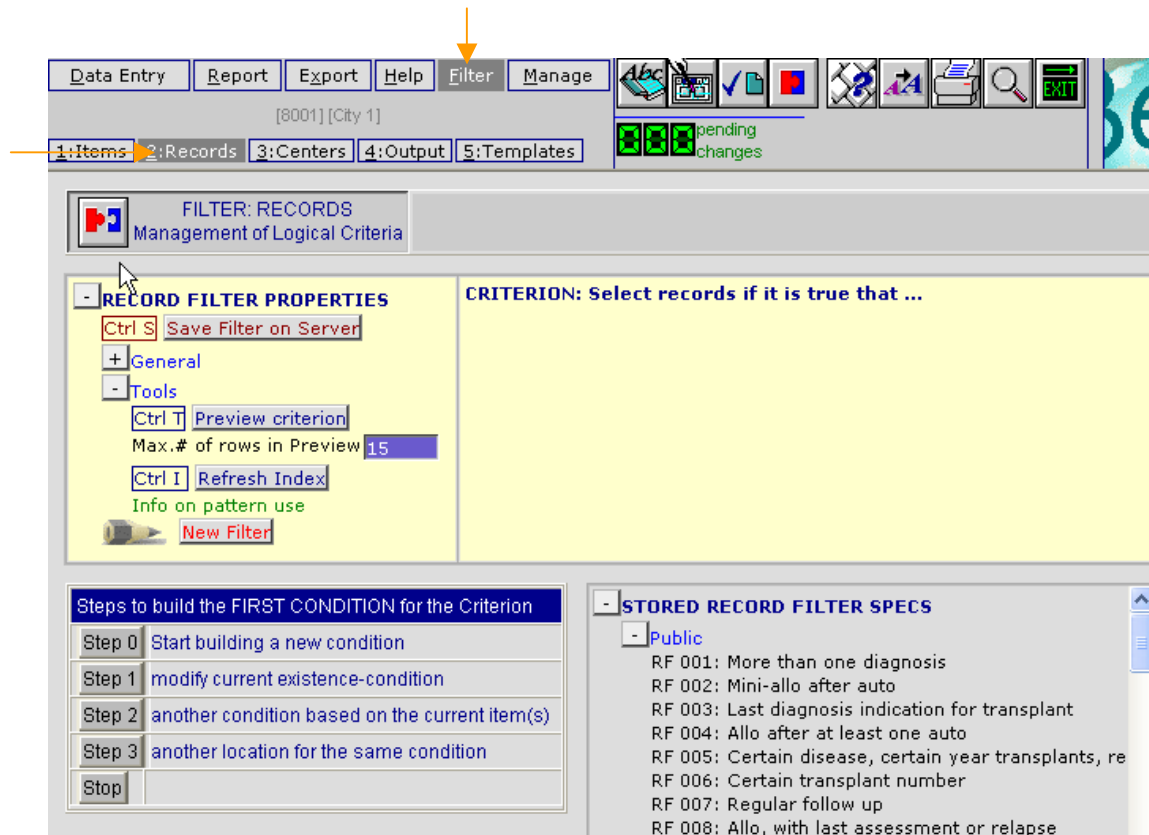 Data Entry Report Export Help Filter Manage
Abc
EXIT
[8001] [City 1]
pending
changes
1:Items 2:Records 3:Centers 4:Output 5:Templates
FILTER: RECORDS
Management of Logical Criteria
- RECORD FILTER PROPERTIES
Ctrl S Save Filter on Server
+ General
- Tools
Ctrl T Preview criterion
Max.# of rows in Preview 15
Ctrl I Refresh Index
Info on pattern use
New Filter
CRITERION: Select records if it is true that ...
Steps to build the FIRST CONDITION for the Criterion
Step 0 Start building a new condition
Step 1 modify current existence-condition
Step 2 another condition based on the current item(s)
Step 3 another location for the same condition
Stop
- STORED RECORD FILTER SPECS
- Public
RF 001: More than one diagnosis
RF 002: Mini-allo after auto
RF 003: Last diagnosis indication for transplant
RF 004: Allo after at least one auto
RF 005: Certain disease, certain year transplants, re
RF 006: Certain transplant number
RF 007: Regular follow up
RF 008: Allo, with last assessment or relapse